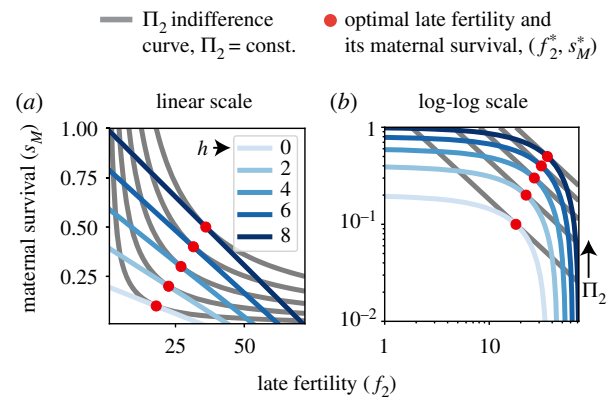 Π₂ indifference
curve, Π₂ = const.
optimal late fertility and
its maternal survival, (f₂*, s_M*)
(a) linear scale
(b) log-log scale
maternal survival (s_M)
1.00
0.75
0.50
0.25
25 50
h
0
2
4
6
8
1
10⁻¹
10⁻²
1 10
Π₂
late fertility (f₂)